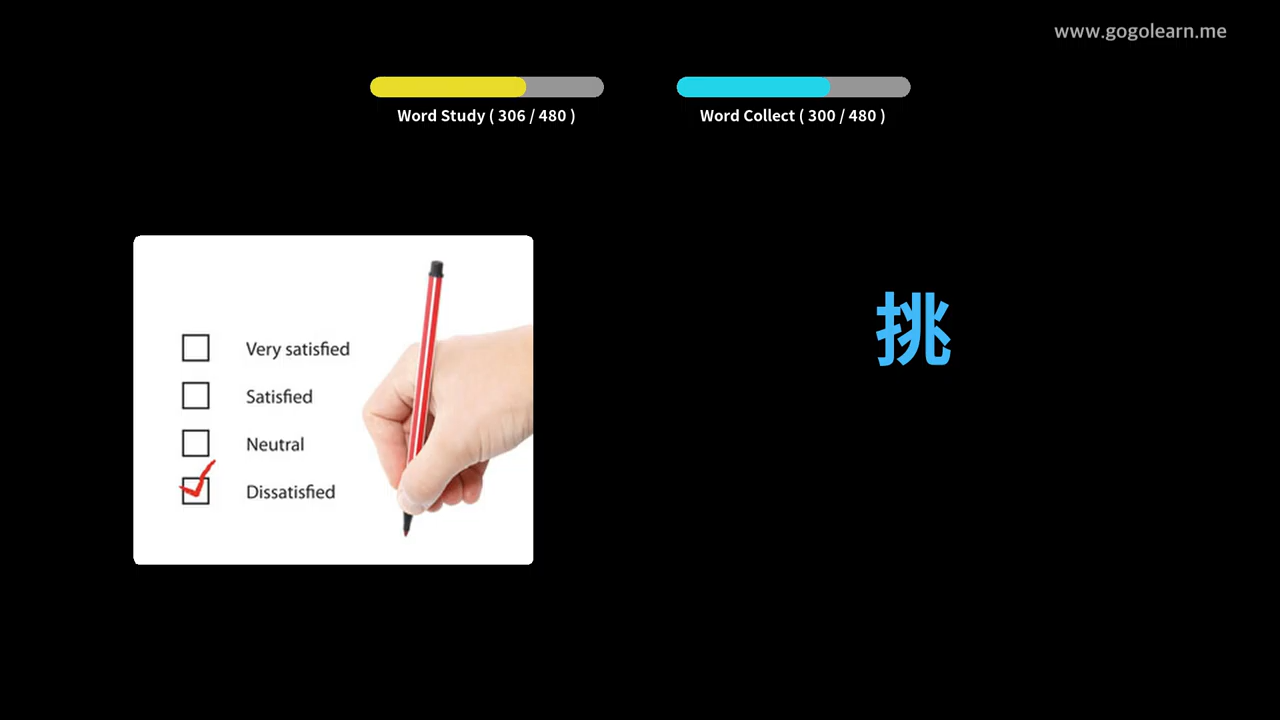 www.gogolearn.me
Word Study ( 306 / 480 )
Word Collect ( 300 / 480 )
挑
Very satisfied
Satisfied
Neutral
Dissatisfied